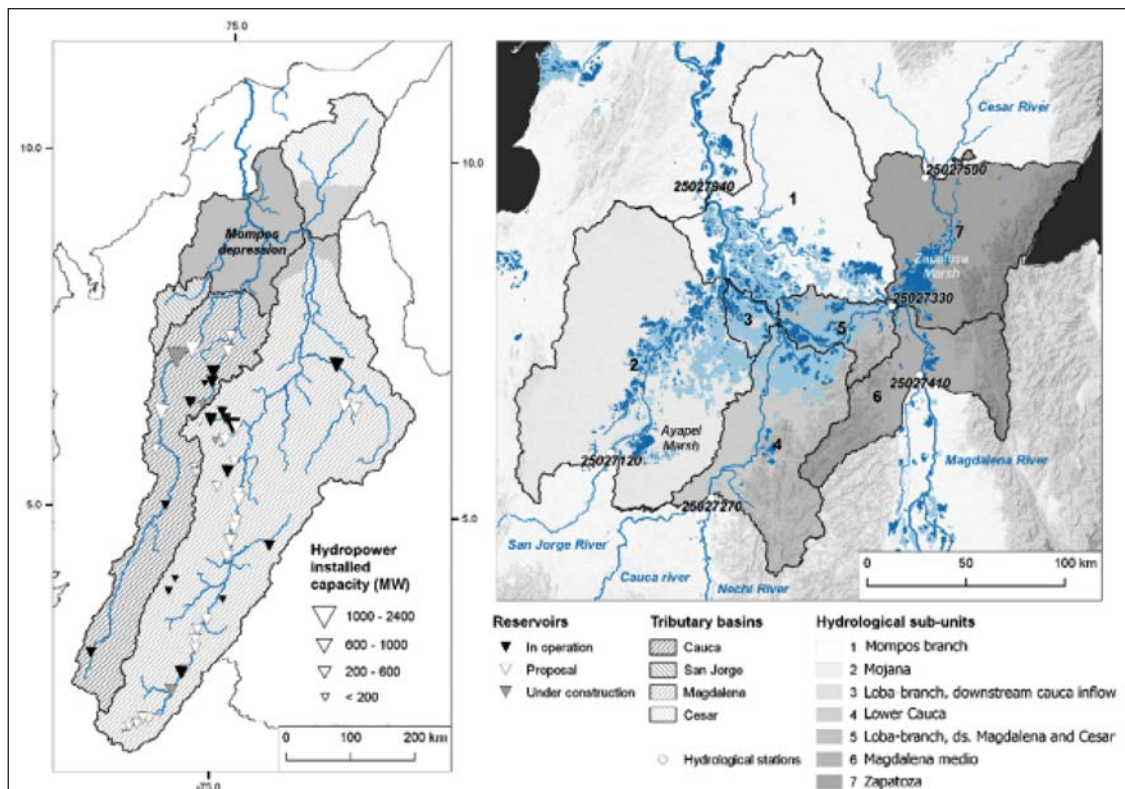 75.0
10.0
10.0
Mompos
depression
5.0
5.0
Hydropower
installed
capacity (MW)
1000 - 2400
600 - 1000
200 - 600
< 200
0 100 200 km
-75.0
Cesar River
25027590
25027940
1
7
Zapatosa
Marsh
25027330
3
5
2
25027410
6
Ayapel
Marsh
4
25027120
Magdalena River
25027270
San Jorge River
Cauca river
Nechi River
0 50 100 km
Reservoirs
In operation
Proposal
Under construction
Tributary basins
Cauca
San Jorge
Magdalena
Cesar
Hydrological stations
Hydrological sub-units
1 Mompos branch
2 Mojana
3 Loba-branch, downstream cauca inflow
4 Lower Cauca
5 Loba-branch, ds. Magdalena and Cesar
6 Magdalena medio
7 Zapatoza